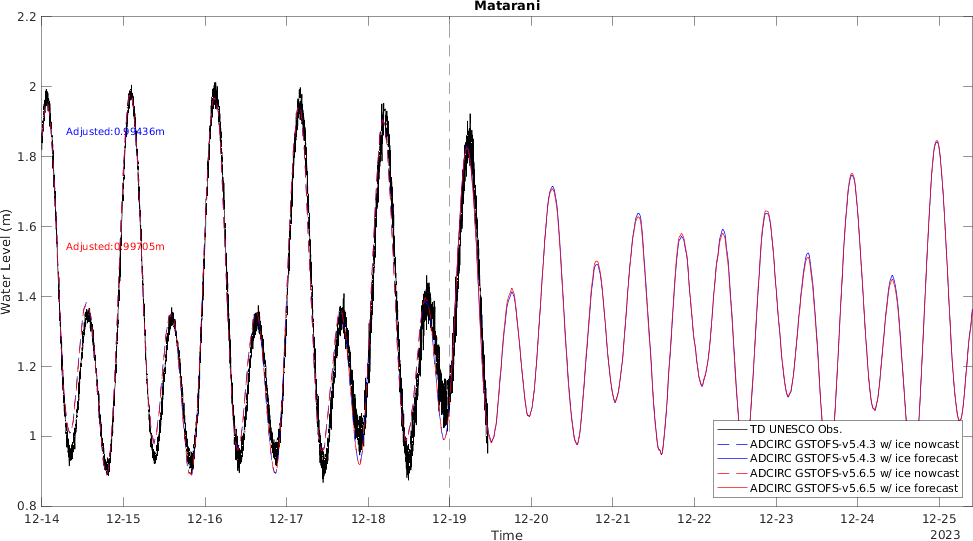 Matarani
Water Level (m)
2.2
2
1.8
1.6
1.4
1.2
1
0.8
Adjusted:0.99436m
Adjusted:0.99705m
TD UNESCO Obs.
ADCIRC GSTOFS-v5.4.3 w/ ice nowcast
ADCIRC GSTOFS-v5.4.3 w/ ice forecast
ADCIRC GSTOFS-v5.6.5 w/ ice nowcast
ADCIRC GSTOFS-v5.6.5 w/ ice forecast
12-14 12-15 12-16 12-17 12-18 12-19 12-20 12-21 12-22 12-23 12-24 12-25
Time
2023